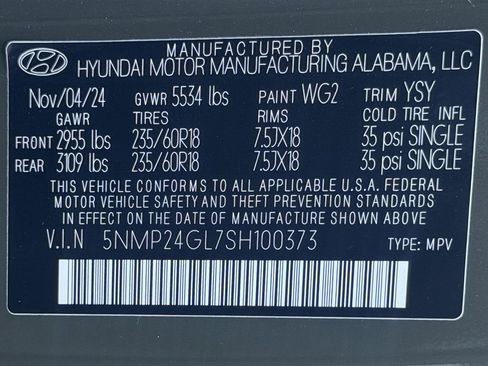 MANUFACTURED BY
HYUNDAI MOTOR MANUFACTURING ALABAMA, LLC
Nov/04/24 GVWR 5534 lbs PAINT WG2 TRIM YSY
GAWR TIRES RIMS COLD TIRE INFL
FRONT 2955 lbs 235/60R18 7.5JX18 35 psi SINGLE
REAR 3109 lbs 235/60R18 7.5JX18 35 psi SINGLE
THIS VEHICLE CONFORMS TO ALL APPLICABLE U.S.A. FEDERAL
MOTOR VEHICLE SAFETY AND THEFT PREVENTION STANDARDS
IN EFFECT ON THE DATE OF MANUFACTURE SHOWN ABOVE
V.I.N 5NMP24GL7SH100373 TYPE: MPV